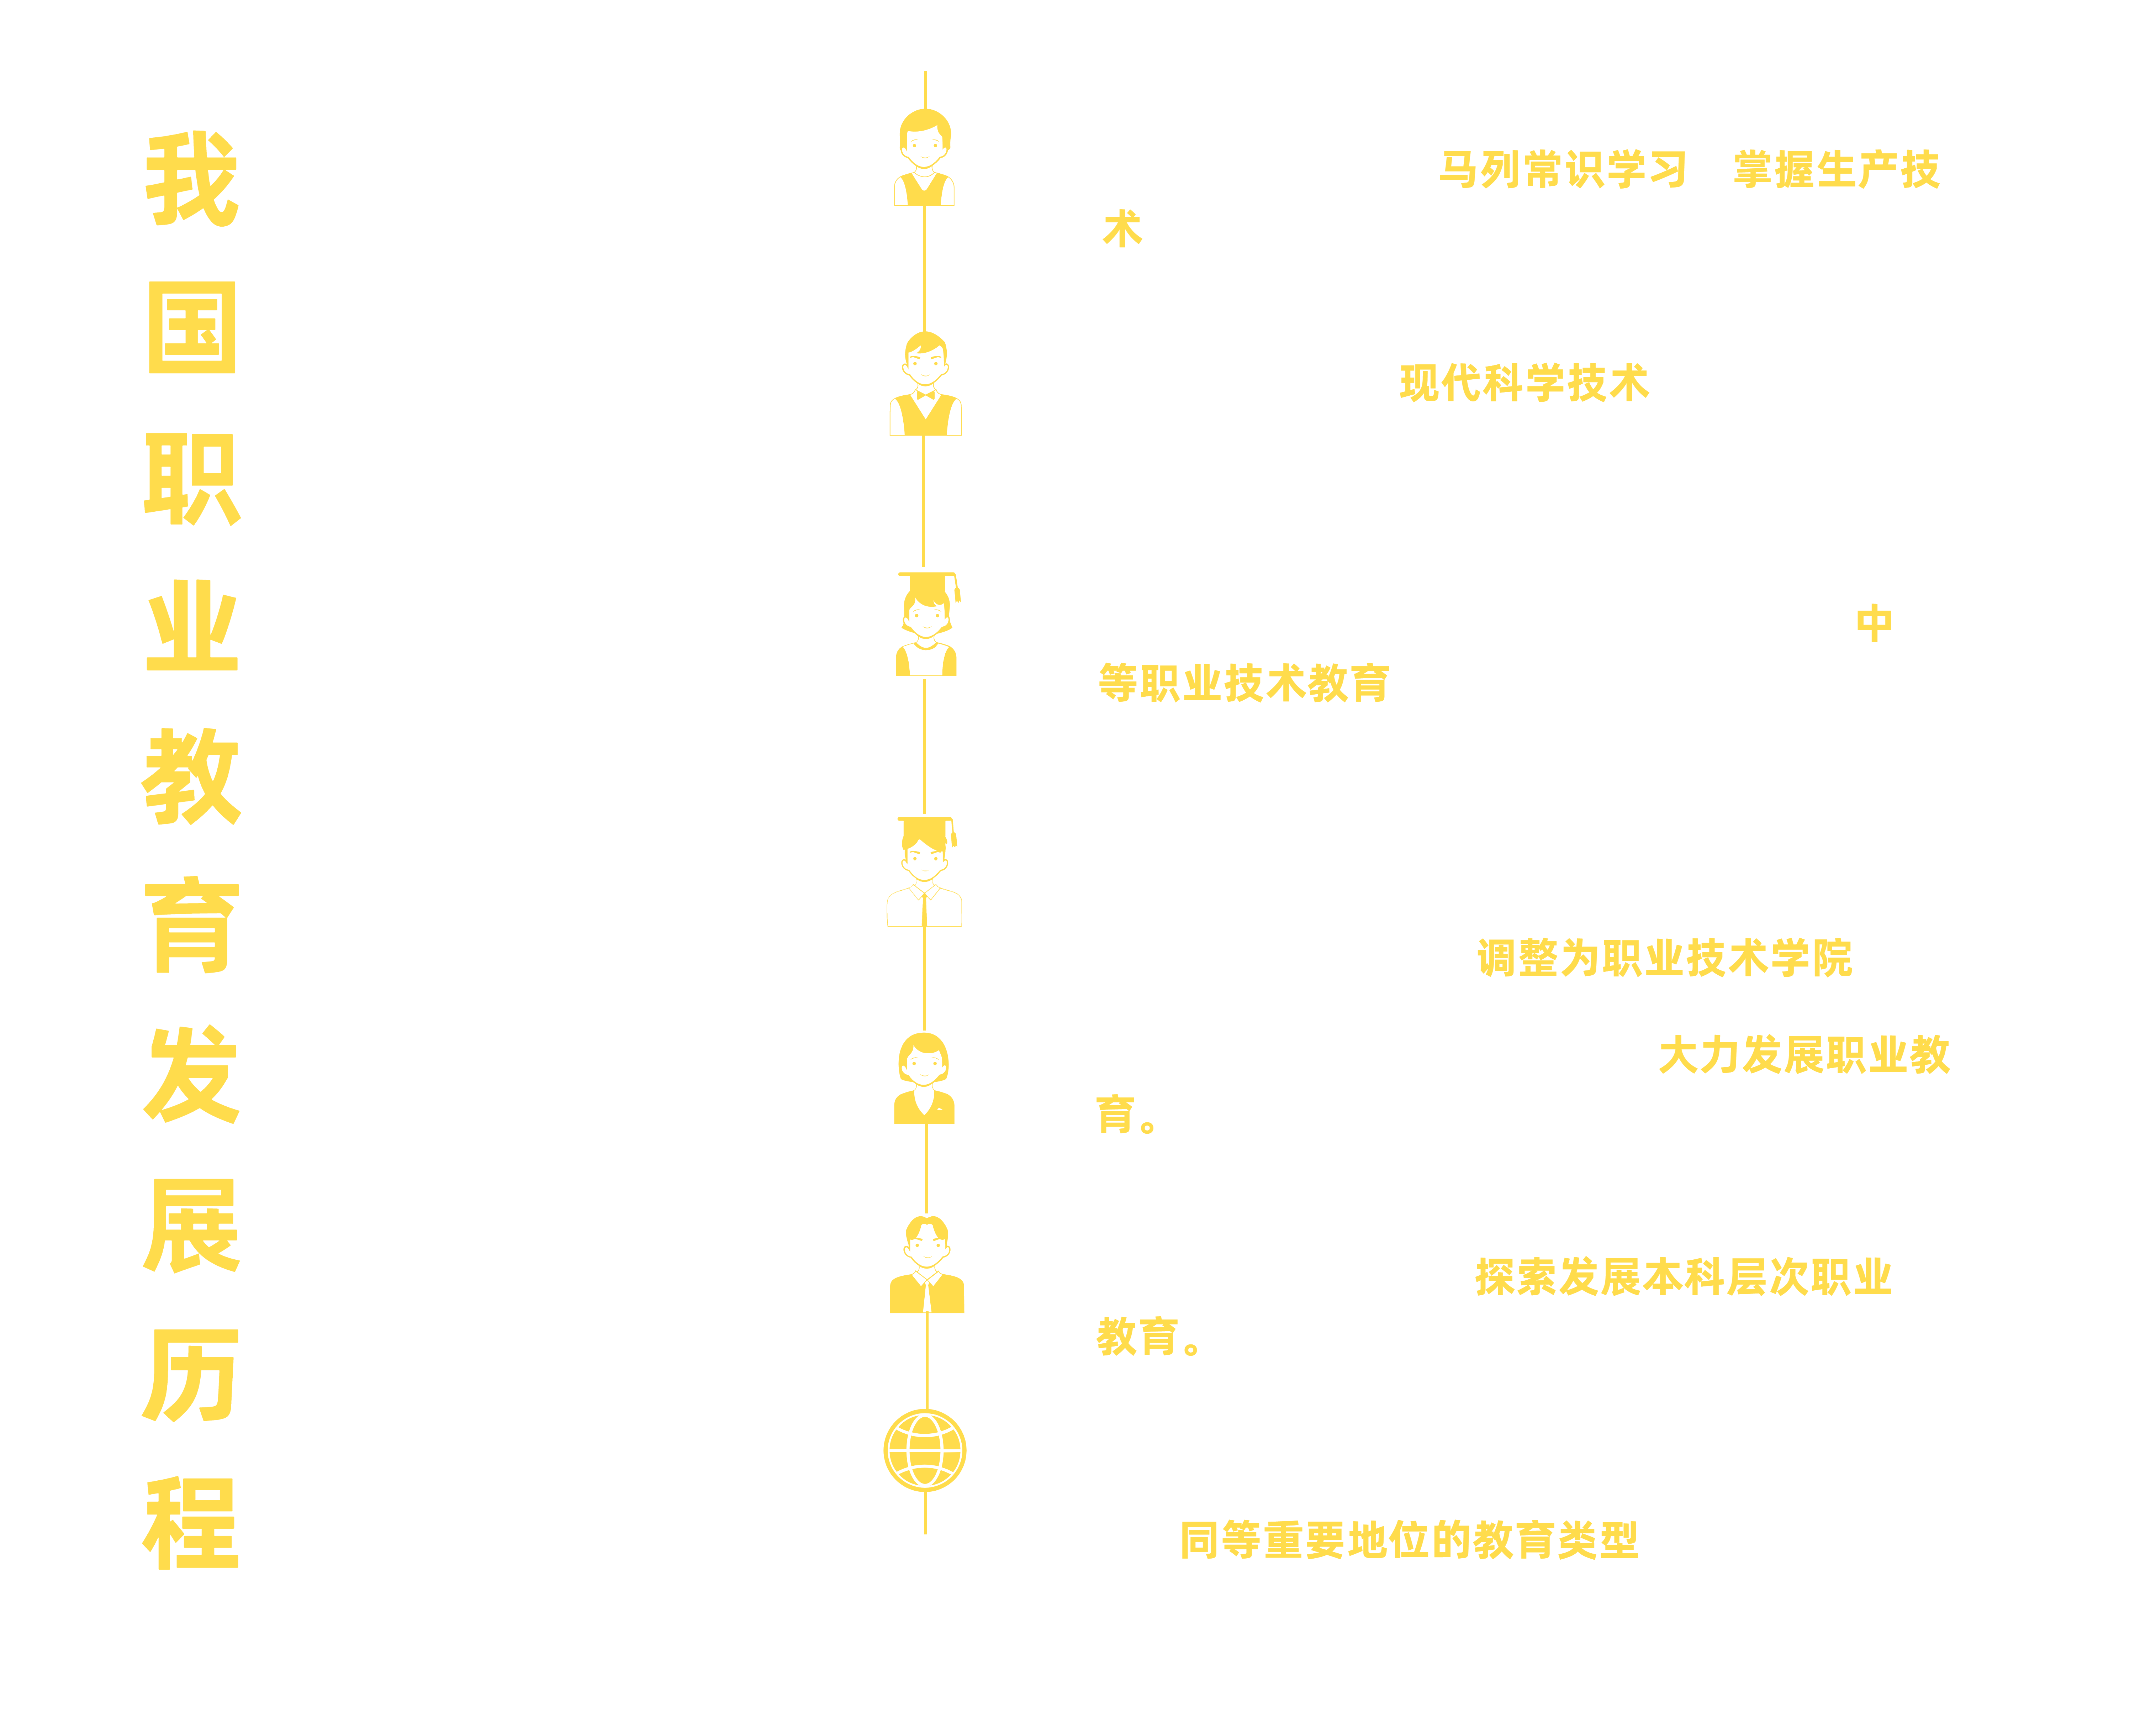 我国职业教育发展历程
马列常识学习 掌握生产技
术
现代科学技术
中
等职业技术教育
调整为职业技术学院
大力发展职业教
育。
探索发展本科层次职业
教育。
同等重要地位的教育类型